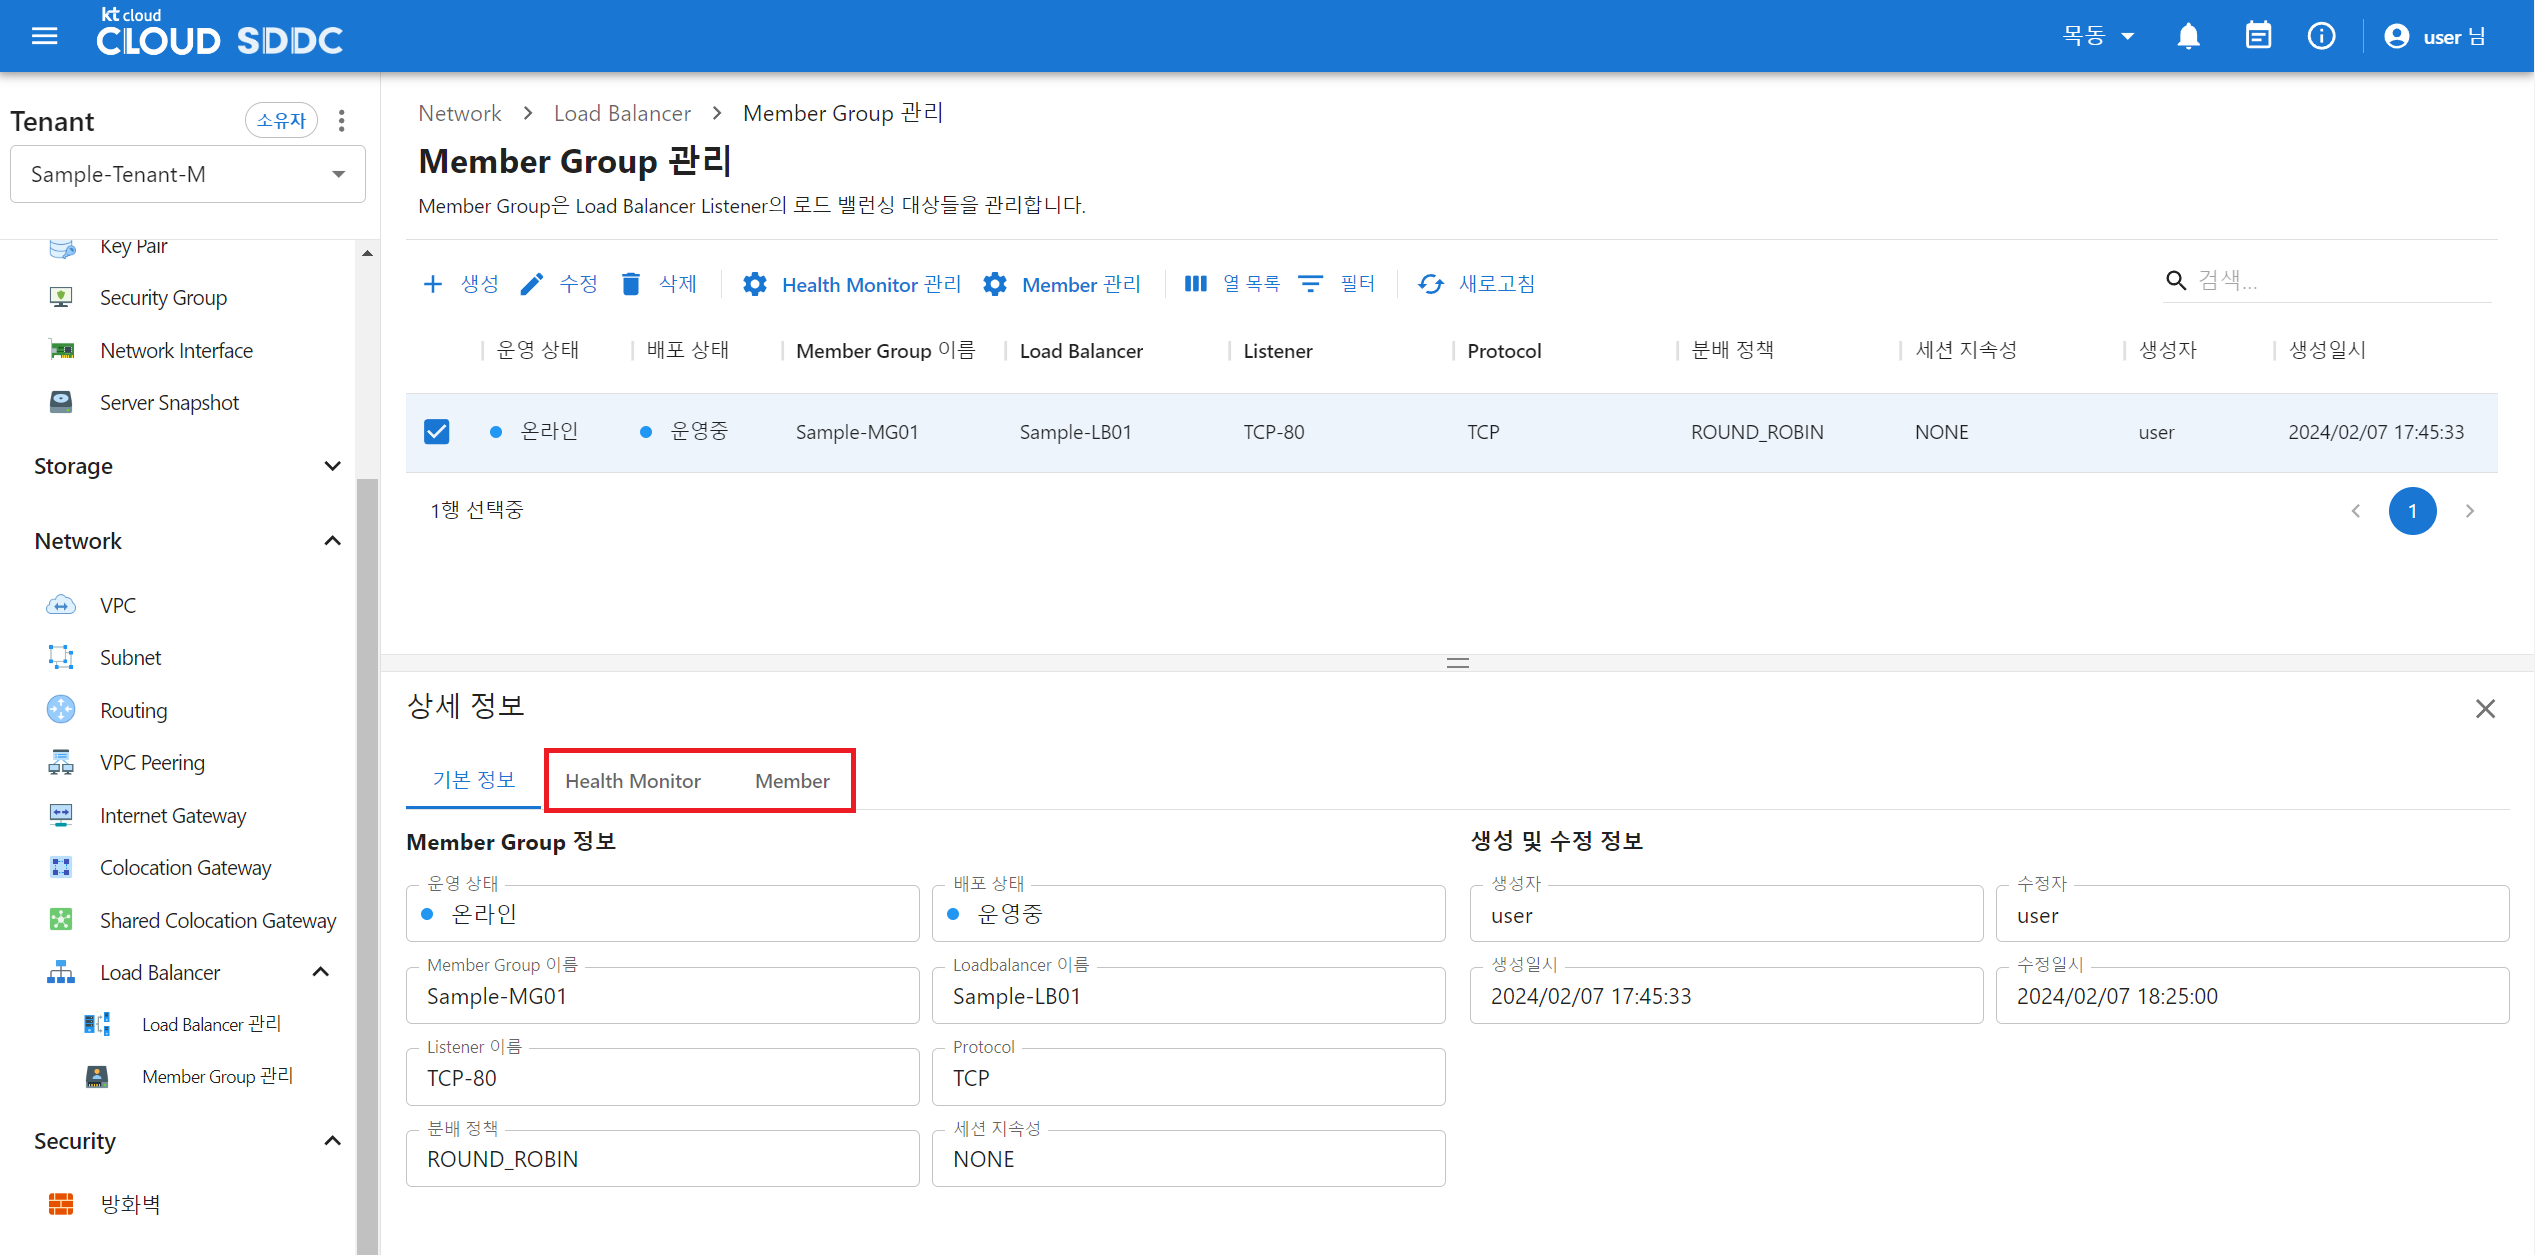 kt cloud
CLOUD SDDC
목동
user 님
Tenant
소유자
Sample-Tenant-M
Key Pair
Security Group
Network Interface
Server Snapshot
Storage
Network
VPC
Subnet
Routing
VPC Peering
Internet Gateway
Colocation Gateway
Shared Colocation Gateway
Load Balancer
Load Balancer 관리
Member Group 관리
Security
방화벽
Network > Load Balancer > Member Group 관리
Member Group 관리
Member Group은 Load Balancer Listener의 로드 밸런싱 대상들을 관리합니다.
생성 수정 삭제 Health Monitor 관리 Member 관리 열 목록 필터 새로고침 검색...
운영 상태 배포 상태 Member Group 이름 Load Balancer Listener Protocol 분배 정책 세션 지속성 생성자 생성일시
온라인 운영중 Sample-MG01 Sample-LB01 TCP-80 TCP ROUND_ROBIN NONE user 2024/02/07 17:45:33
1행 선택중
1
상세 정보
기본 정보 Health Monitor Member
Member Group 정보
운영 상태 배포 상태
온라인 운영중
Member Group 이름 Loadbalancer 이름
Sample-MG01 Sample-LB01
Listener 이름 Protocol
TCP-80 TCP
분배 정책 세션 지속성
ROUND_ROBIN NONE
생성 및 수정 정보
생성자 수정자
user user
생성일시 수정일시
2024/02/07 17:45:33 2024/02/07 18:25:00